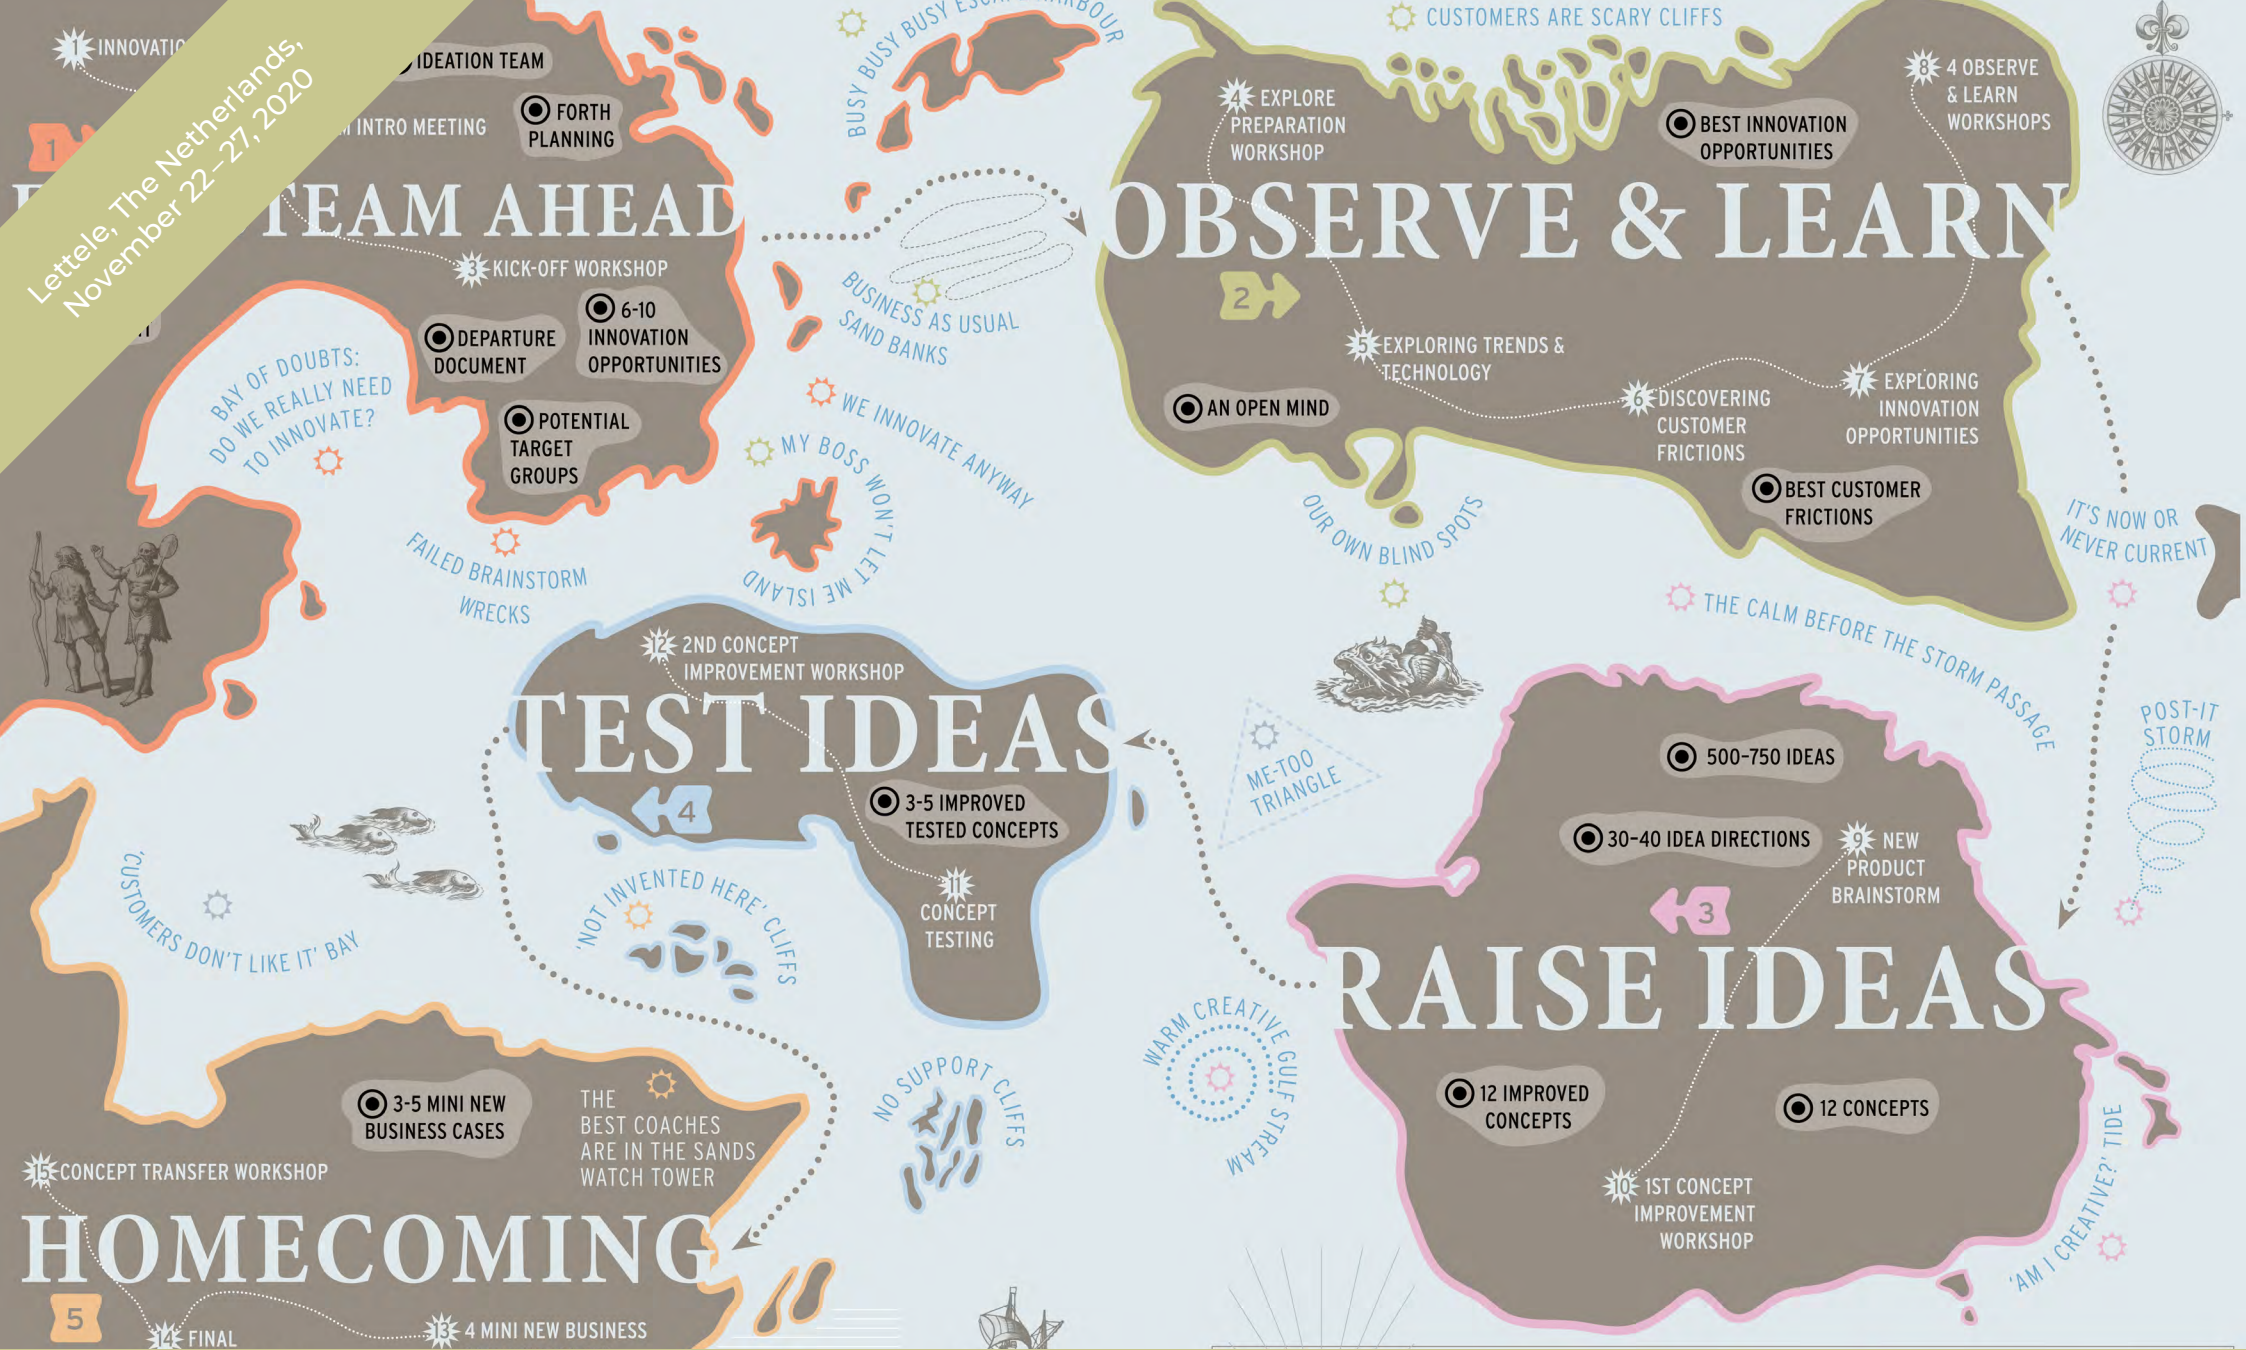 Lettele, The Netherlands,
November 22–27, 2020
1
IDEATION TEAM
INTRO MEETING
FORTH
PLANNING
1
TEAM AHEAD
3 KICK-OFF WORKSHOP
6-10
INNOVATION
OPPORTUNITIES
DEPARTURE
DOCUMENT
POTENTIAL
TARGET
GROUPS
BAY OF DOUBTS:
DO WE REALLY NEED
TO INNOVATE?
FAILED BRAINSTORM
WRECKS
BUSY BUSY BUSY
BUSINESS AS USUAL
SAND BANKS
WE INNOVATE ANYWAY
MY BOSS WON'T LET ME ISLAND
CUSTOMERS ARE SCARY CLIFFS
4 EXPLORE
PREPARATION
WORKSHOP
BEST INNOVATION
OPPORTUNITIES
8 4 OBSERVE
& LEARN
WORKSHOPS
OBSERVE & LEARN
2
5 EXPLORING TRENDS &
TECHNOLOGY
AN OPEN MIND
6 DISCOVERING
CUSTOMER
FRICTIONS
7 EXPLORING
INNOVATION
OPPORTUNITIES
BEST CUSTOMER
FRICTIONS
OUR OWN BLIND SPOTS
IT'S NOW OR
NEVER CURRENT
THE CALM BEFORE THE STORM PASSAGE
POST-IT
STORM
12 2ND CONCEPT
IMPROVEMENT WORKSHOP
TEST IDEAS
4
3-5 IMPROVED
TESTED CONCEPTS
11
CONCEPT
TESTING
ME-TOO
TRIANGLE
'NOT INVENTED HERE' CLIFFS
'CUSTOMERS DON'T LIKE IT' BAY
NO SUPPORT CLIFFS
WARM CREATIVE GULF STREAM
500-750 IDEAS
30-40 IDEA DIRECTIONS
9 NEW
PRODUCT
BRAINSTORM
3
RAISE IDEAS
12 IMPROVED
CONCEPTS
12 CONCEPTS
10 1ST CONCEPT
IMPROVEMENT
WORKSHOP
'AM I CREATIVE?' TIDE
3-5 MINI NEW
BUSINESS CASES
THE
BEST COACHES
ARE IN THE SANDS
WATCH TOWER
15 CONCEPT TRANSFER WORKSHOP
HOMECOMING
5
14 FINAL
13 4 MINI NEW BUSINESS